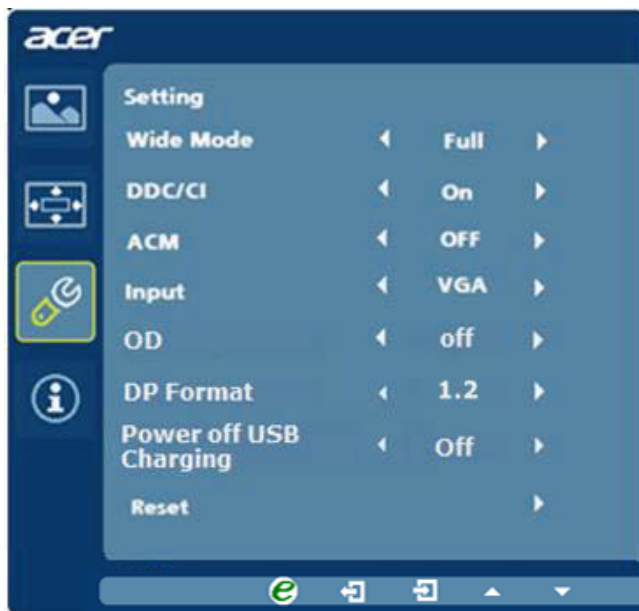 acer
Setting
Wide Mode Full
DDC/CI On
ACM OFF
Input VGA
OD off
DP Format 1.2
Power off USB
Charging Off
Reset
e